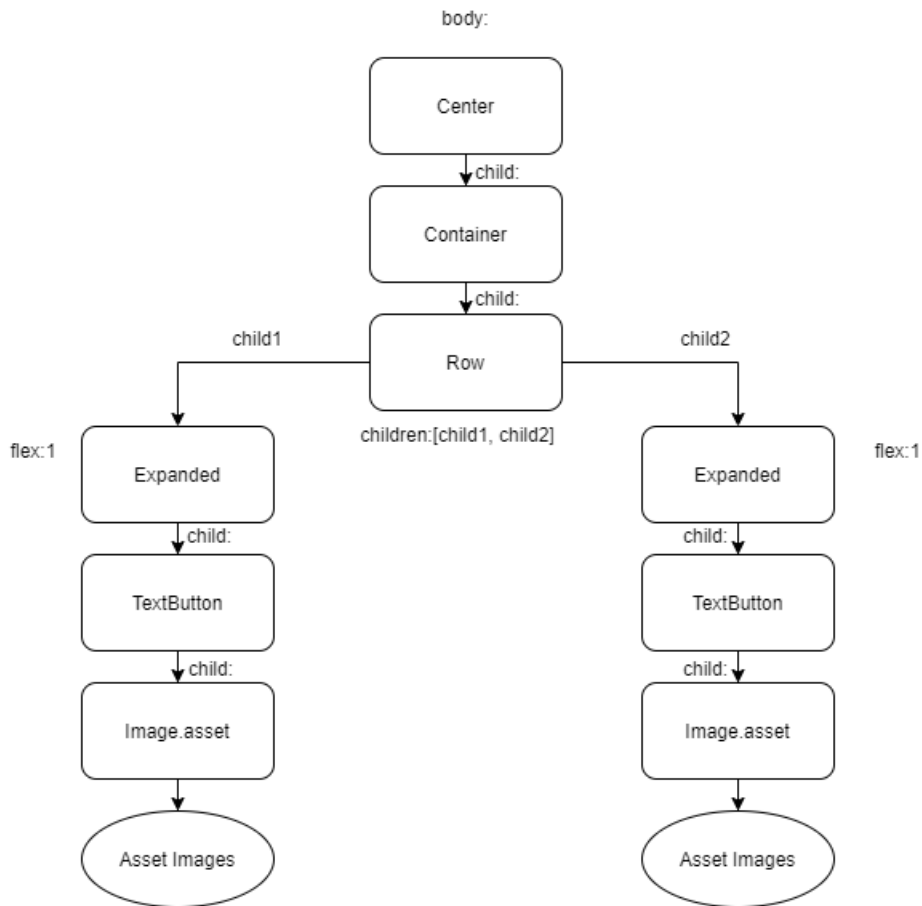 body:
Center
child:
Container
child:
child1
Row
child2
children:[child1, child2]
flex:1
Expanded
Expanded
flex:1
child:
child:
TextButton
TextButton
child:
child:
Image.asset
Image.asset
Asset Images
Asset Images